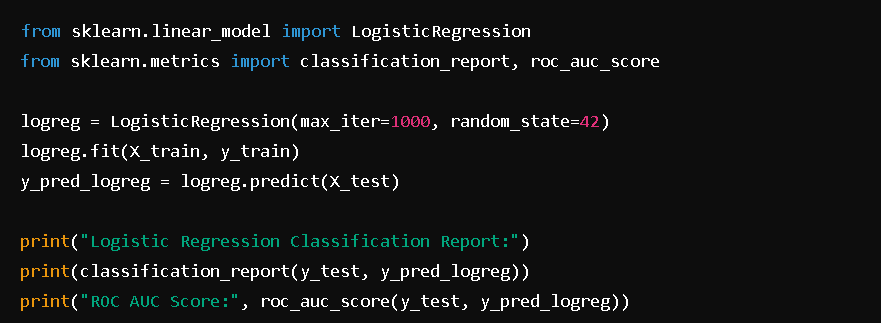 from sklearn.linear_model import LogisticRegression
from sklearn.metrics import classification_report, roc_auc_score

logreg = LogisticRegression(max_iter=1000, random_state=42)
logreg.fit(X_train, y_train)
y_pred_logreg = logreg.predict(X_test)

print("Logistic Regression Classification Report:")
print(classification_report(y_test, y_pred_logreg))
print("ROC AUC Score:", roc_auc_score(y_test, y_pred_logreg))